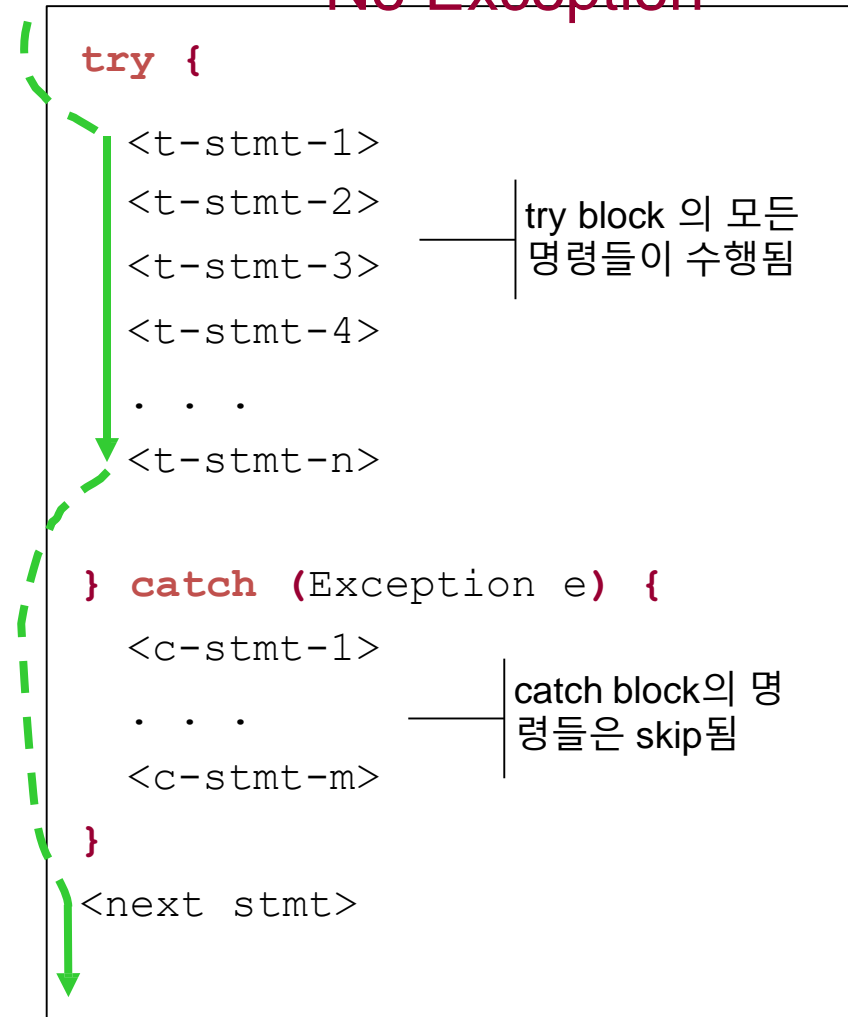 No Exception
try {
<t-stmt-1>
<t-stmt-2>
<t-stmt-3>
<t-stmt-4>
. . .
<t-stmt-n>
try block 의 모든
명령들이 수행됨
} catch (Exception e) {
<c-stmt-1>
. . .
<c-stmt-m>
catch block의 명
령들은 skip됨
}
<next stmt>